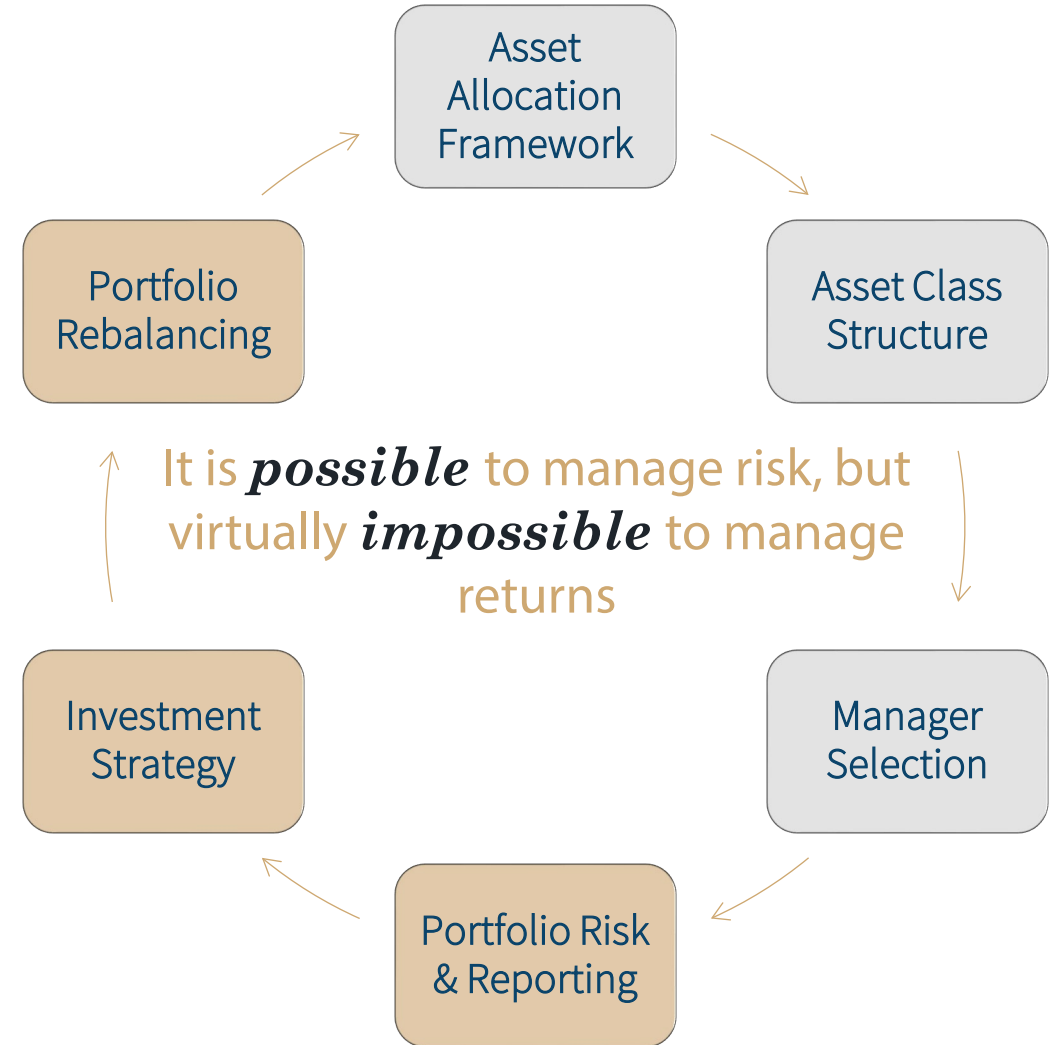 Asset
Allocation
Framework
Asset Class
Structure
Manager
Selection
Portfolio Risk
& Reporting
Investment
Strategy
Portfolio
Rebalancing
It is possible to manage risk, but
virtually impossible to manage
returns